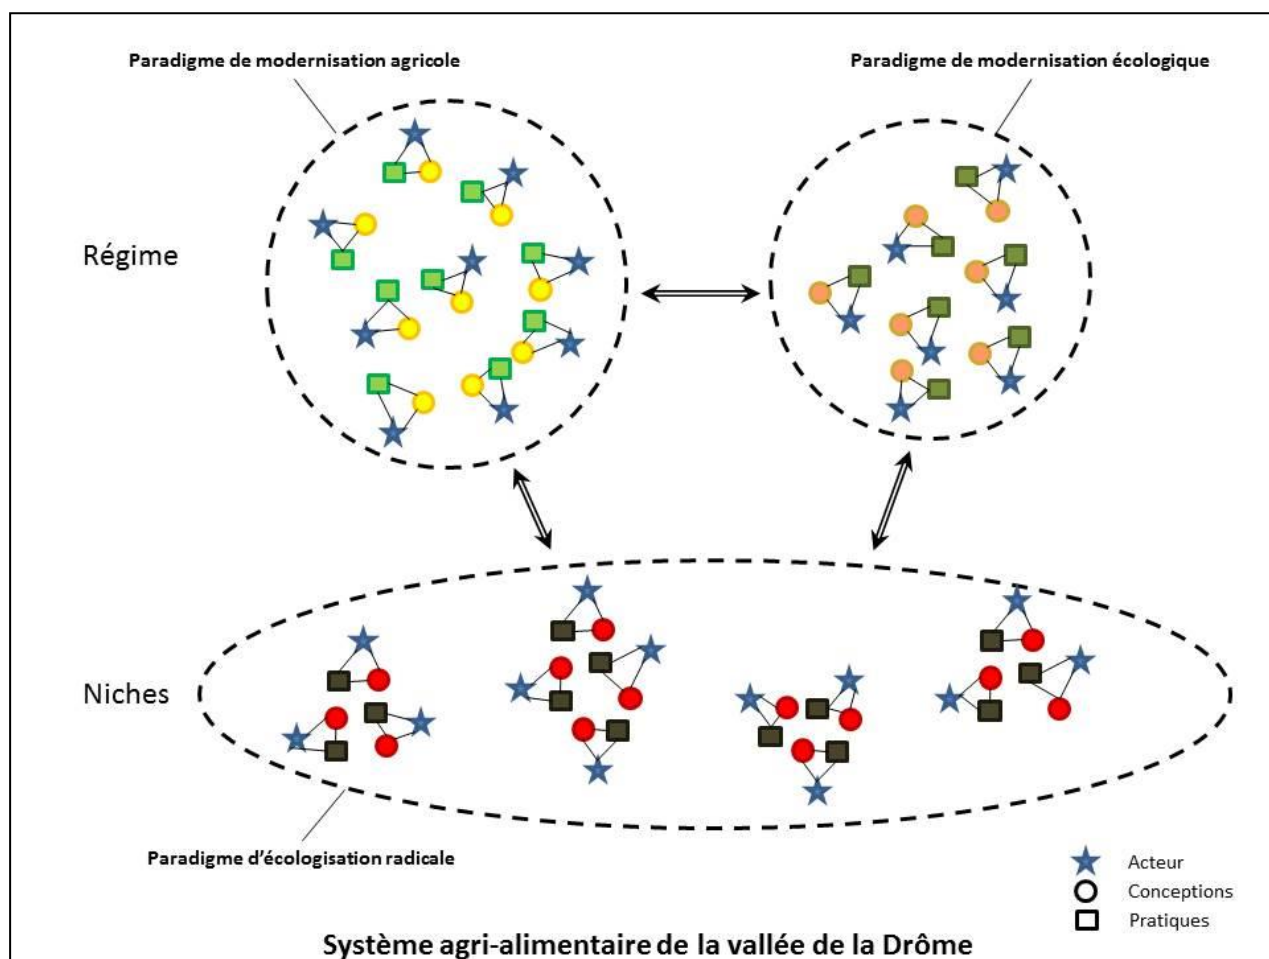 Paradigme de modernisation agricole
Paradigme de modernisation écologique
Régime
Niches
Paradigme d'écologisation radicale
Acteur
Conceptions
Pratiques
Système agri-alimentaire de la vallée de la Drôme